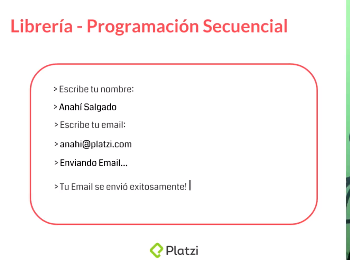 Librería - Programación Secuencial
> Escribe tu nombre:
> Anahí Salgado
> Escribe tu email:
> anahi@platzi.com
> Enviando Email...
> Tu Email se envió exitosamente!
Platzi